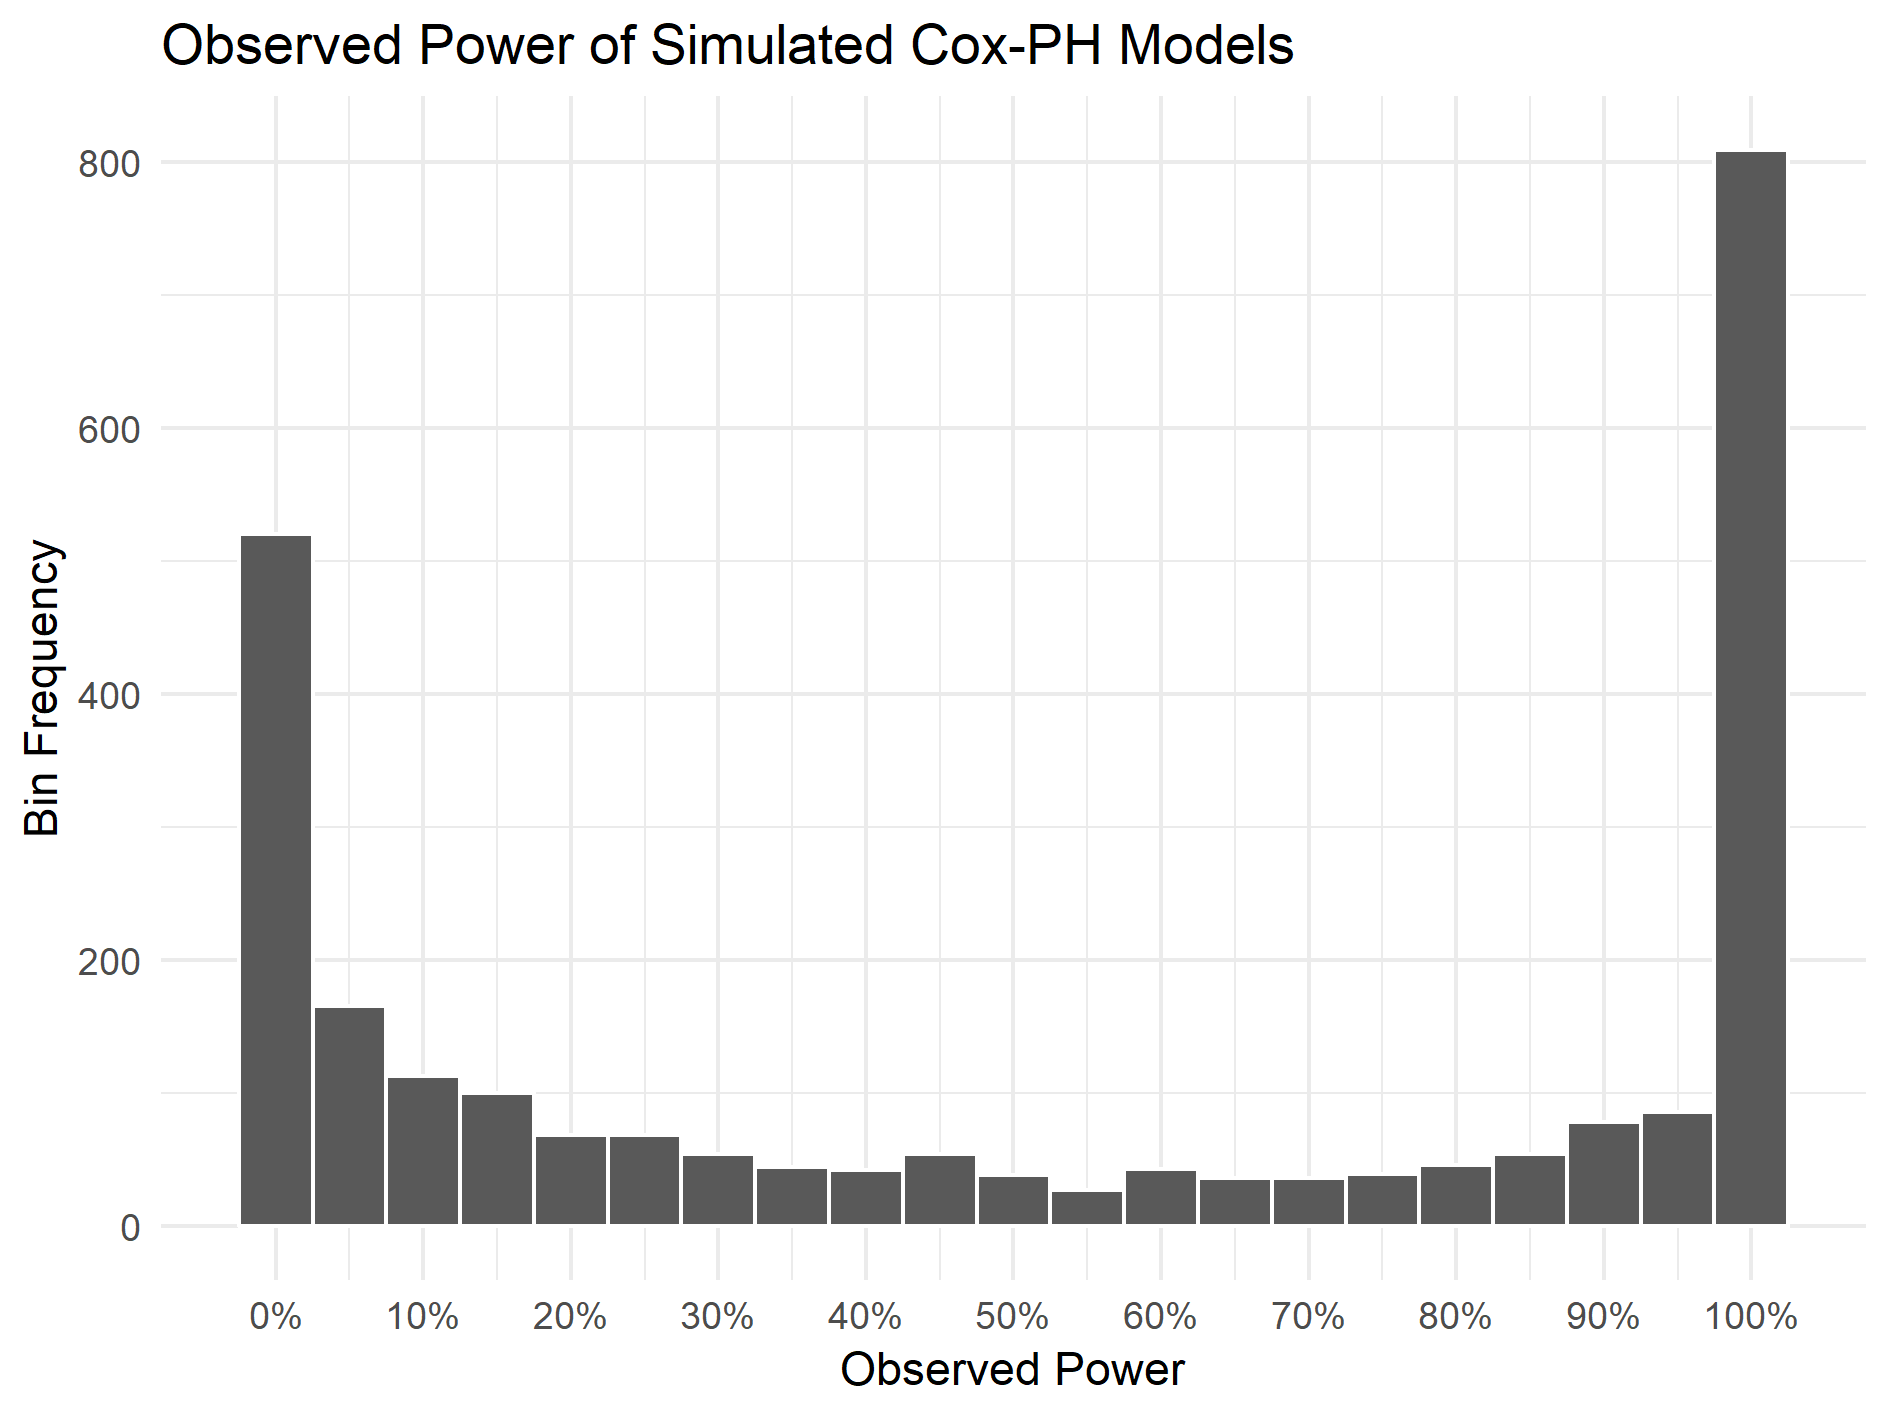 Observed Power of Simulated Cox-PH Models
Bin Frequency
800
600
400
200
0
0% 10% 20% 30% 40% 50% 60% 70% 80% 90% 100%
Observed Power